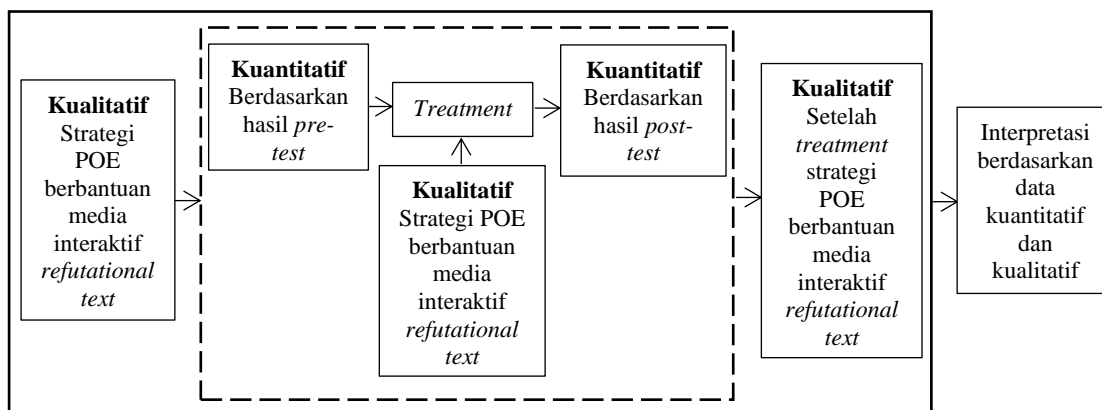 Kualitatif
Strategi
POE
berbantuan
media
interaktif
refutational
text
Kuantitatif
Berdasarkan
hasil pre-
test
Treatment
Kualitatif
Strategi POE
berbantuan
media
interaktif
refutational
text
Kuantitatif
Berdasarkan
hasil post-
test
Kualitatif
Setelah
treatment
strategi
POE
berbantuan
media
interaktif
refutational
text
Interpretasi
berdasarkan
data
kuantitatif
dan
kualitatif